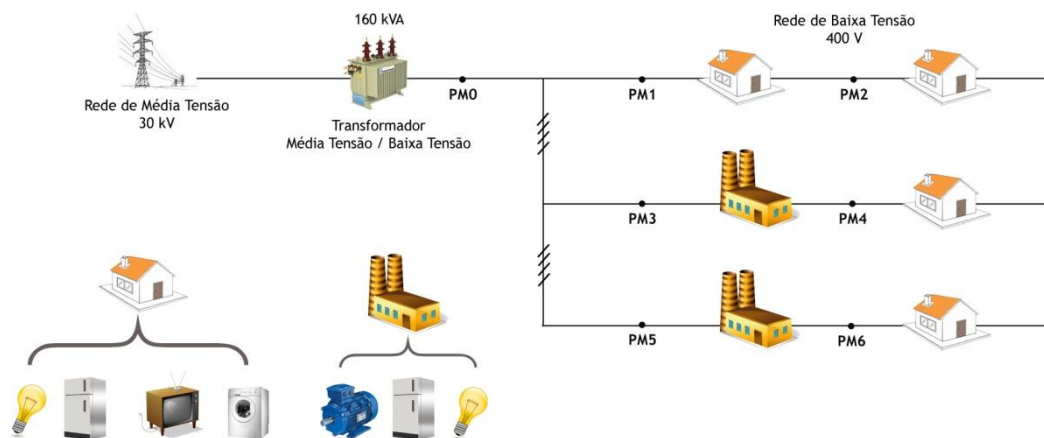 160 kVA
Rede de Baixa Tensão
400 V
PM0
PM1
PM2
Rede de Média Tensão
30 kV
Transformador
Média Tensão / Baixa Tensão
PM3
PM4
PM5
PM6